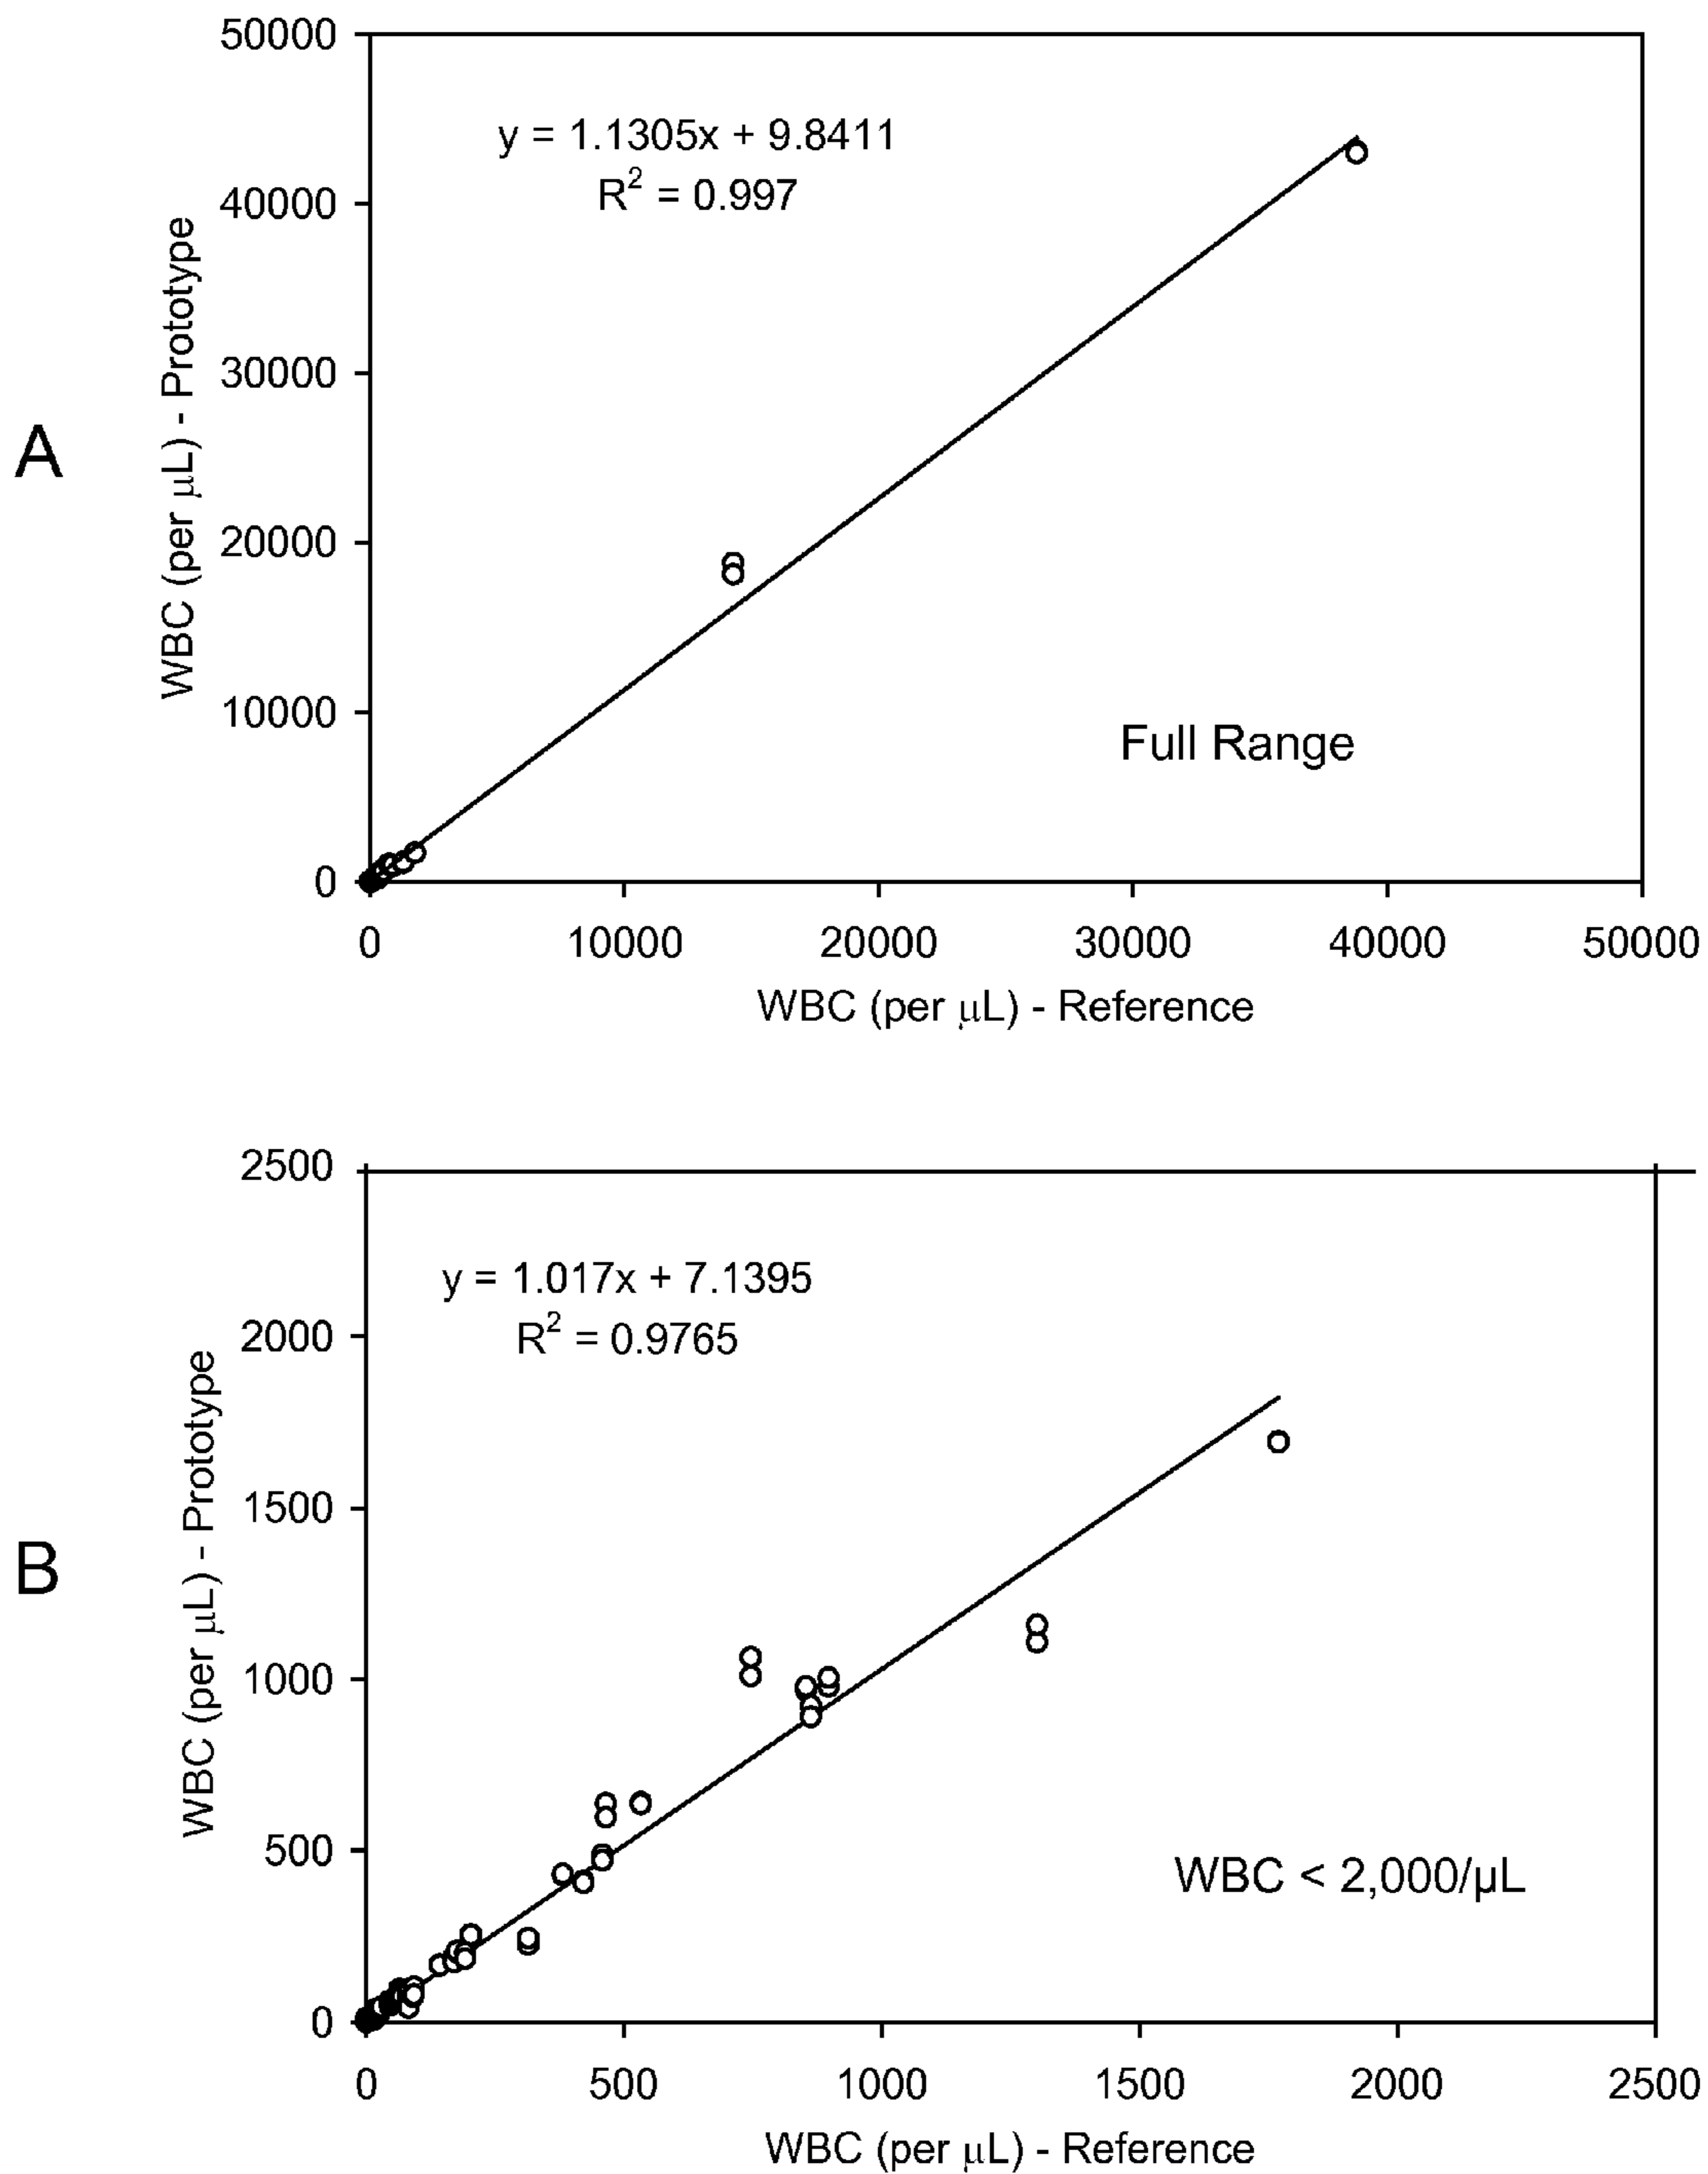 A
WBC (per μL) - Prototype
50000
40000
30000
20000
10000
0
y = 1.1305x + 9.8411
R² = 0.997
Full Range
0 10000 20000 30000 40000 50000
WBC (per μL) - Reference
B
WBC (per μL) - Prototype
2500
2000
1500
1000
500
0
y = 1.017x + 7.1395
R² = 0.9765
WBC < 2,000/μL
0 500 1000 1500 2000 2500
WBC (per μL) - Reference